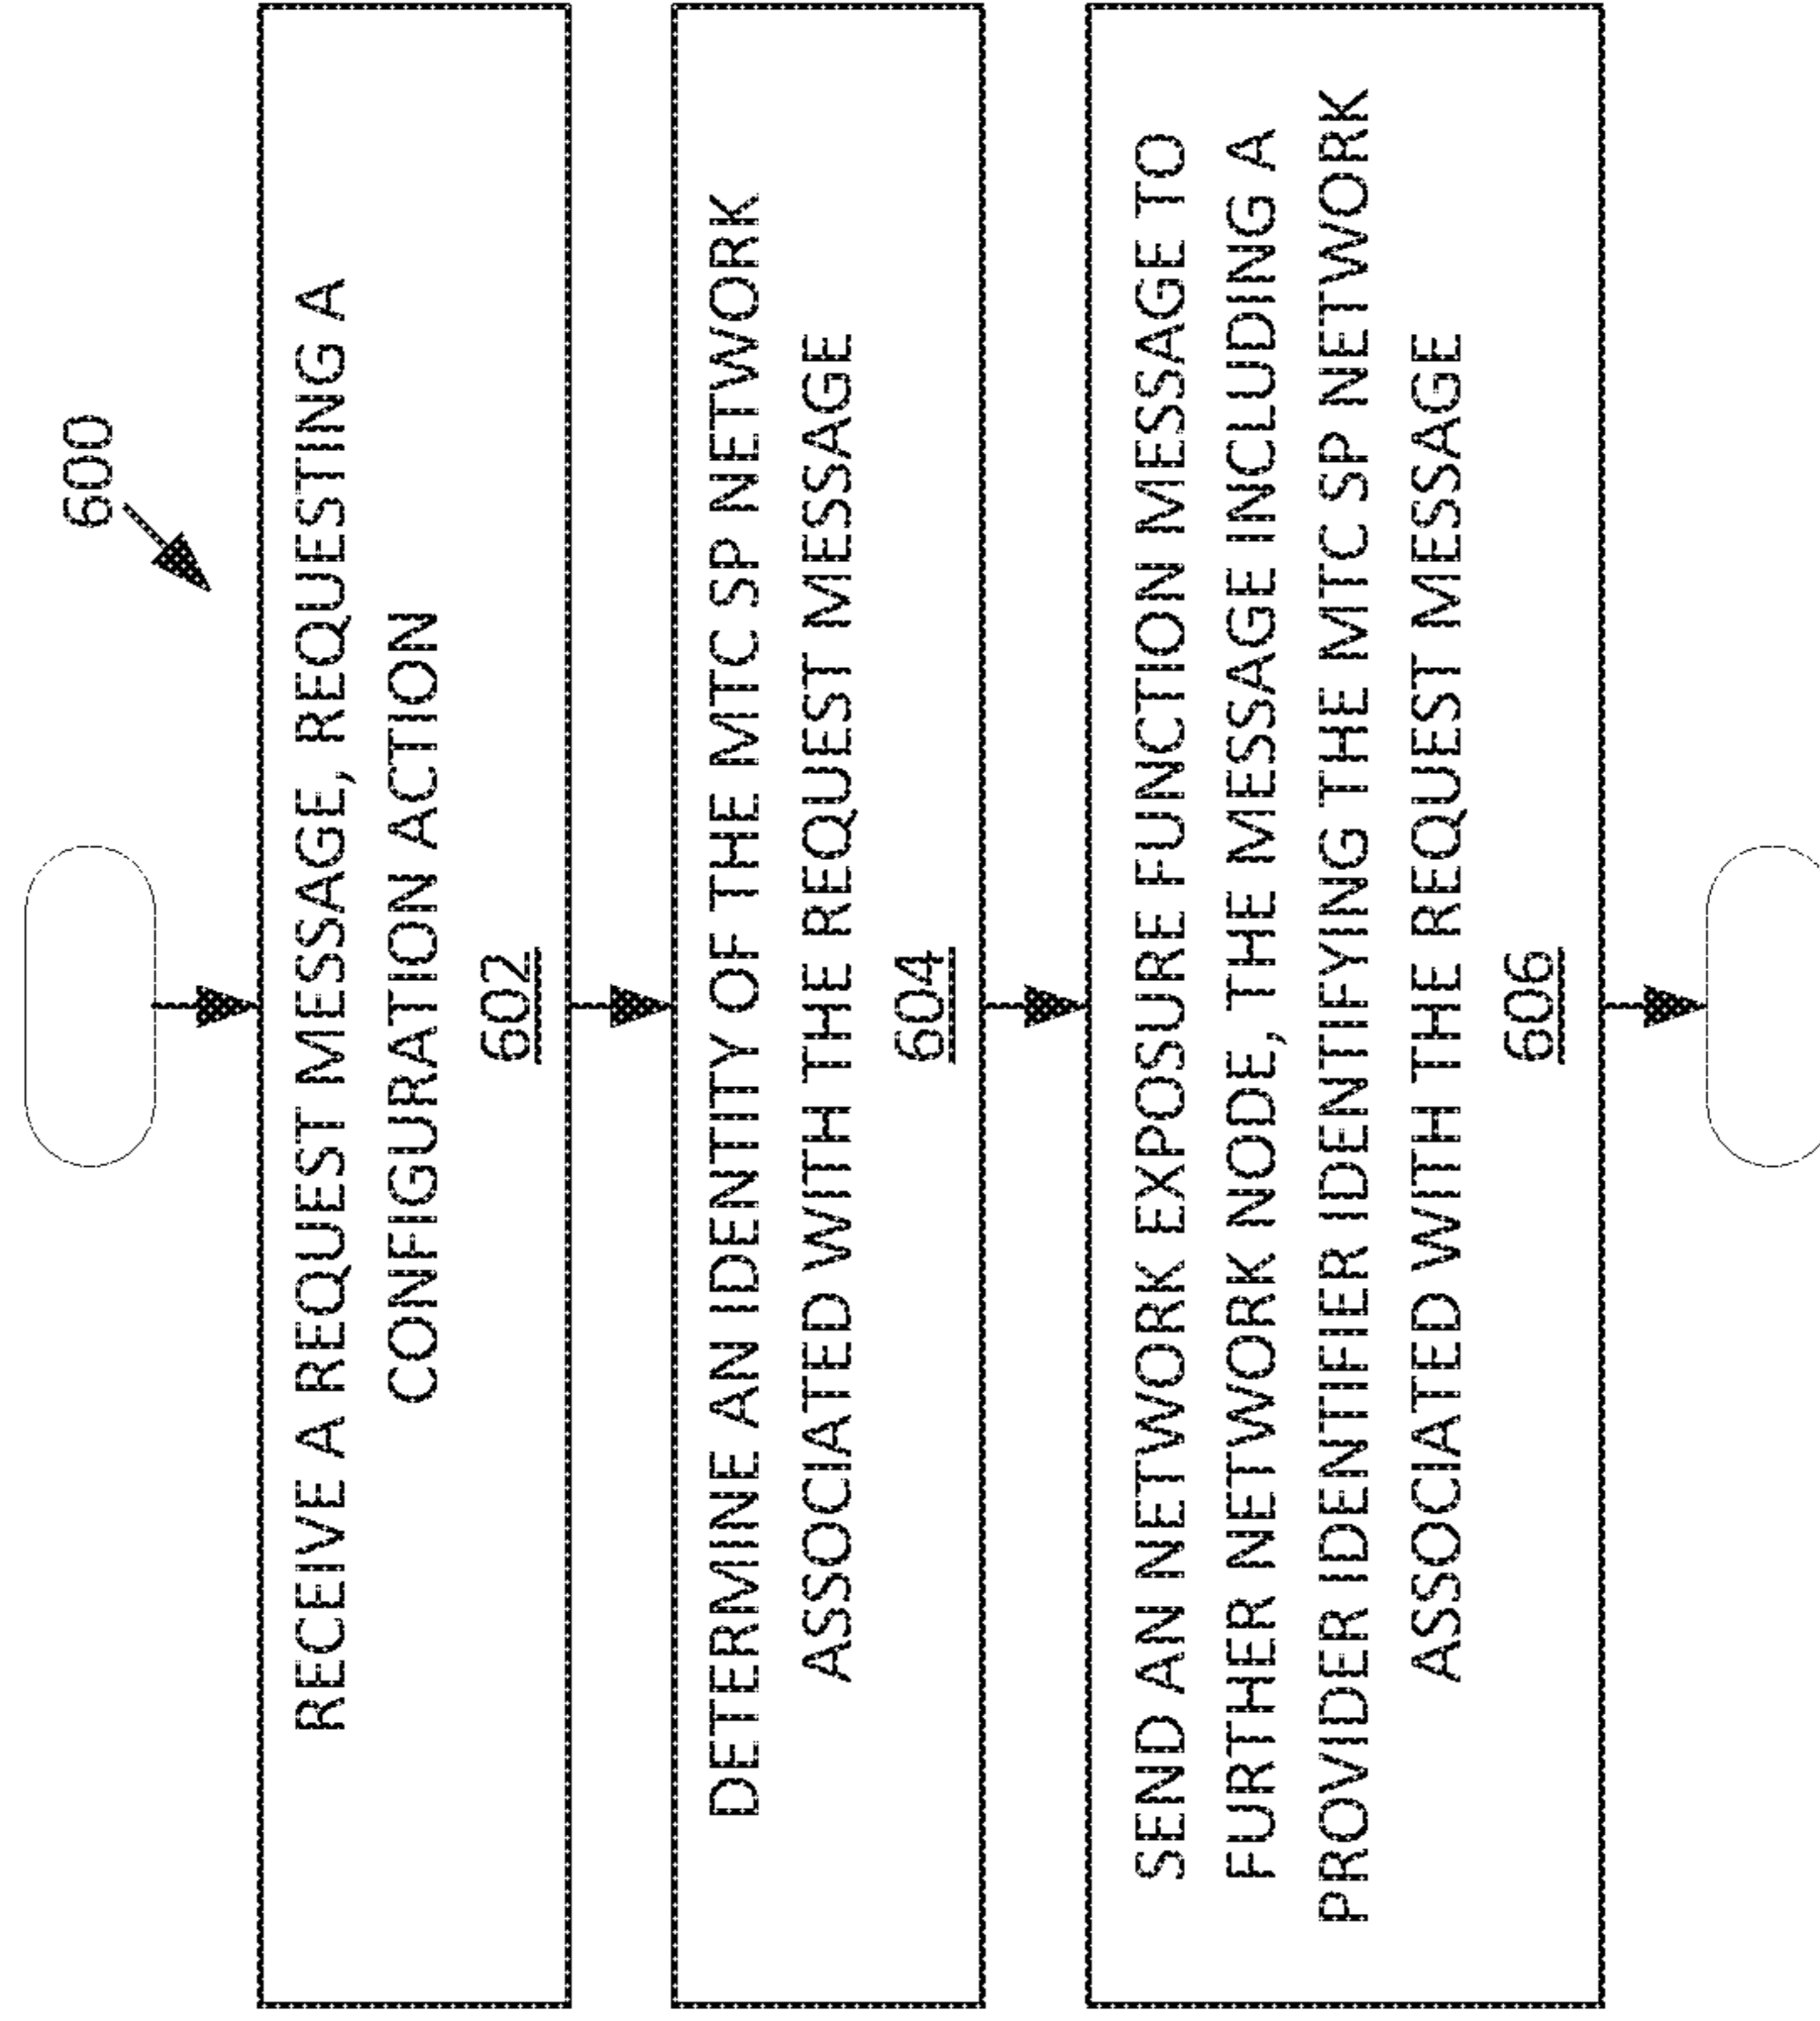 600
RECEIVE A REQUEST MESSAGE, REQUESTING A
CONFIGURATION ACTION
602
DETERMINE AN IDENTITY OF THE MTC SP NETWORK
ASSOCIATED WITH THE REQUEST MESSAGE
604
SEND AN NETWORK EXPOSURE FUNCTION MESSAGE TO
FURTHER NETWORK NODE, THE MESSAGE INCLUDING A
PROVIDER IDENTIFIER IDENTIFYING THE MTC SP NETWORK
ASSOCIATED WITH THE REQUEST MESSAGE
606